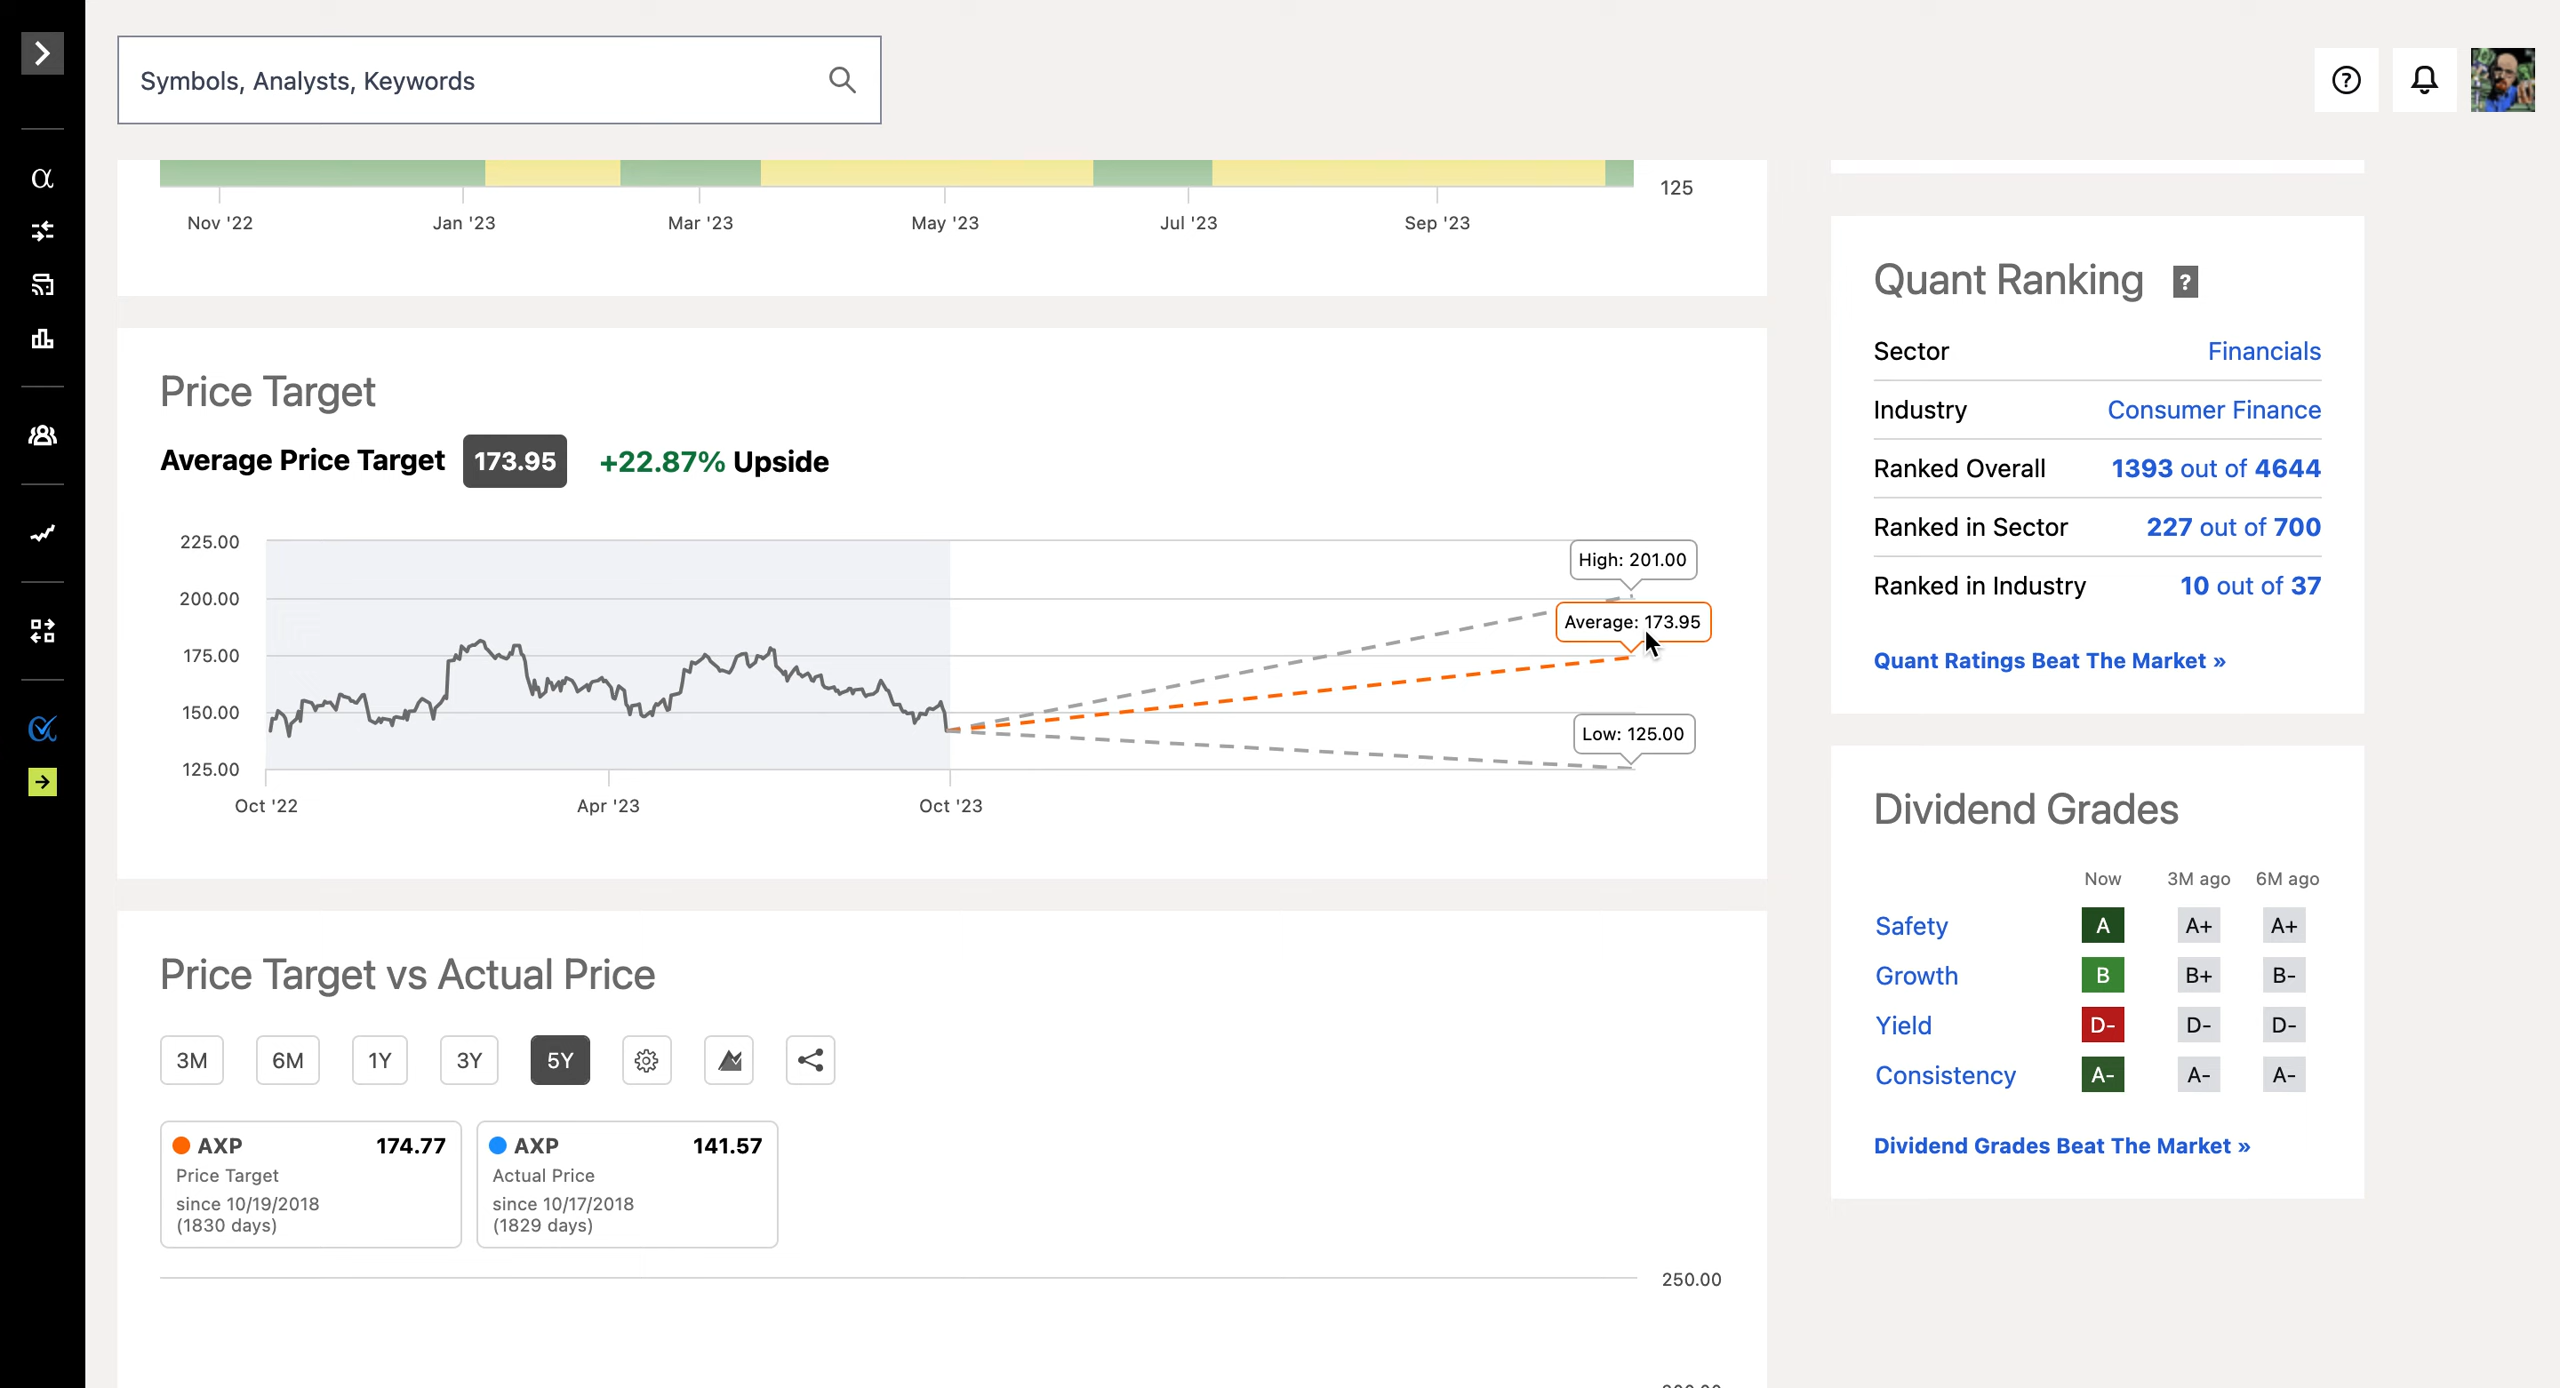 Symbols, Analysts, Keywords
125
Nov '22 Jan '23 Mar '23 May '23 Jul '23 Sep '23
Price Target
Average Price Target 173.95 +22.87% Upside
225.00
200.00
175.00
150.00
125.00
High: 201.00
Average: 173.95
Low: 125.00
Oct '22 Apr '23 Oct '23
Price Target vs Actual Price
3M 6M 1Y 3Y 5Y
AXP 174.77
Price Target
since 10/19/2018
(1830 days)
AXP 141.57
Actual Price
since 10/17/2018
(1829 days)
250.00
Quant Ranking ?
Sector Financials
Industry Consumer Finance
Ranked Overall 1393 out of 4644
Ranked in Sector 227 out of 700
Ranked in Industry 10 out of 37
Quant Ratings Beat The Market »
Dividend Grades
Now 3M ago 6M ago
Safety A A+ A+
Growth B B+ B-
Yield D- D- D-
Consistency A- A- A-
Dividend Grades Beat The Market »